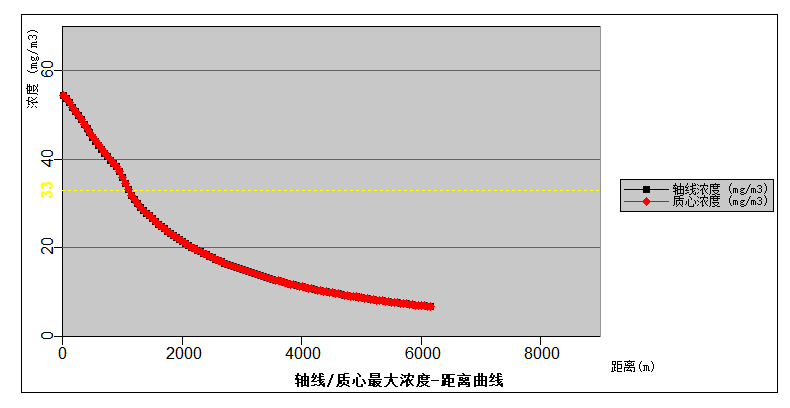 浓度 (mg/m3)
60
40
33
20
0
0 2000 4000 6000 8000
距离(m)
轴线/质心最大浓度-距离曲线
轴线浓度 (mg/m3)
质心浓度 (mg/m3)